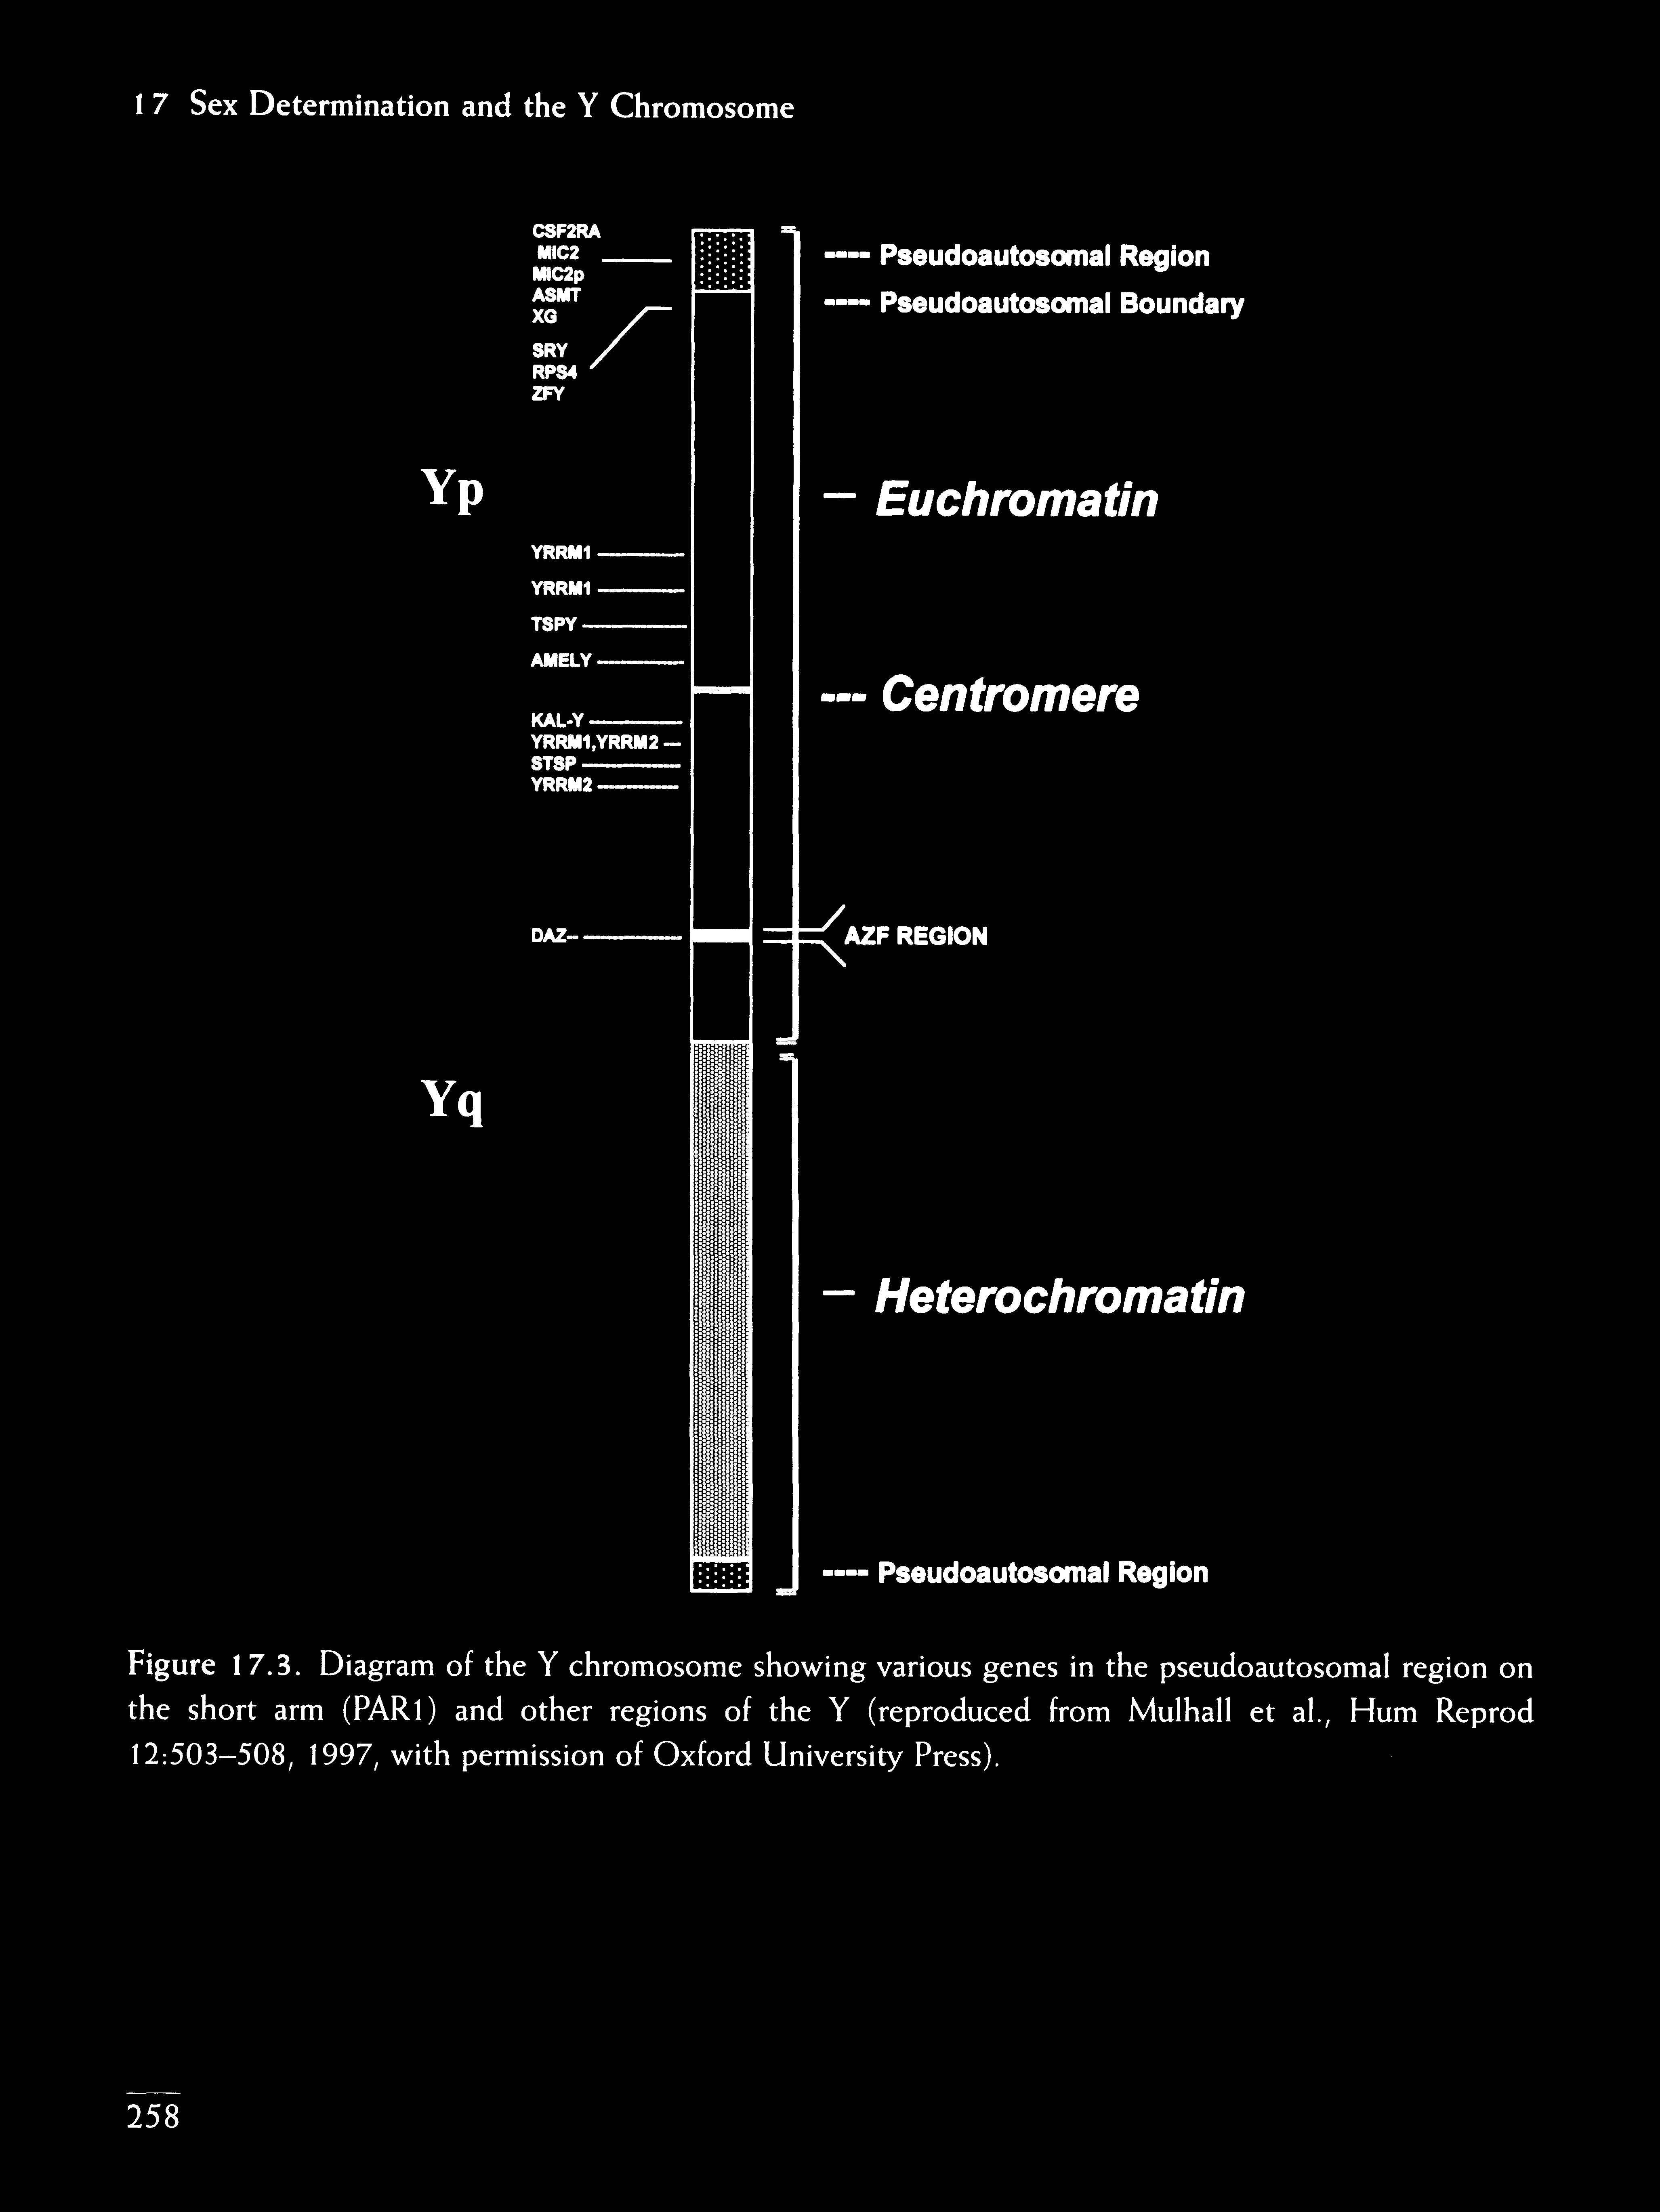 17 Sex Determination and the Y Chromosome
CSF2RA
MIC2
MIC2p
ASMT
XG
SRY
RPS4
ZFY
Pseudoautosomal Region
Pseudoautosomal Boundary
Yp
Euchromatin
YRRM1
YRRM1
TSPY
AMELY
Centromere
KAL-Y
YRRM1,YRRM2
STSP
YRRM2
DAZ
AZF REGION
Yq
Heterochromatin
Pseudoautosomal Region
Figure 17.3. Diagram of the Y chromosome showing various genes in the pseudoautosomal region on
the short arm (PAR1) and other regions of the Y (reproduced from Mulhall et al., Hum Reprod
12:503–508, 1997, with permission of Oxford University Press).
258